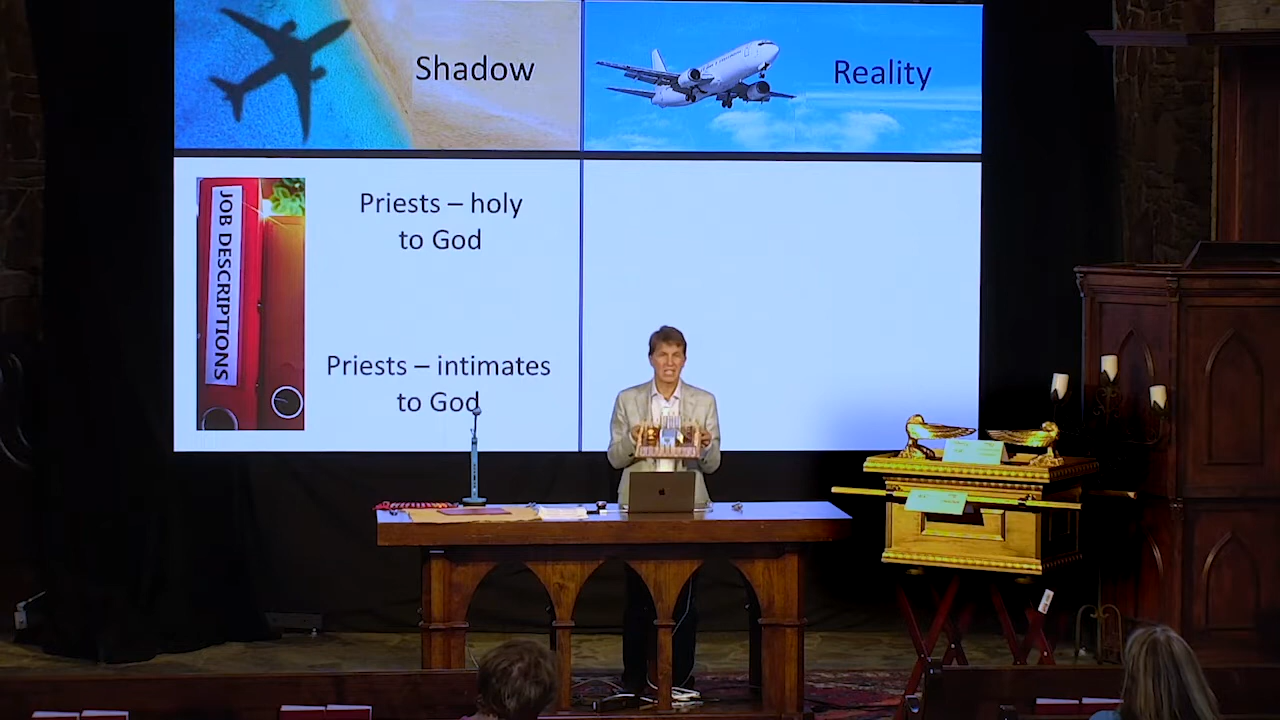 Shadow
Reality
JOB DESCRIPTIONS
Priests – holy
to God
Priests – intimates
to God